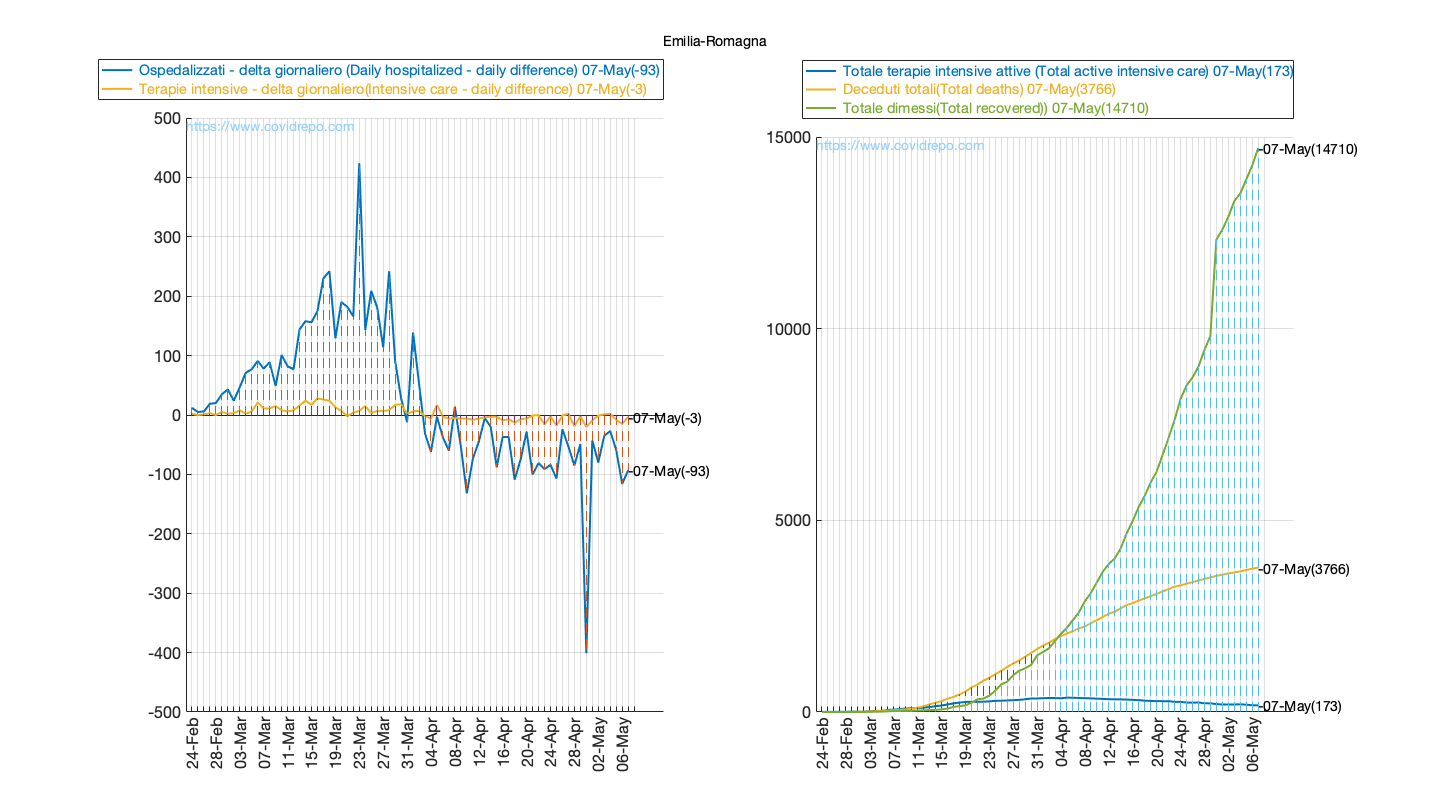 Emilia-Romagna
Ospedalizzati - delta giornaliero (Daily hospitalized - daily difference) 07-May(-93)
Terapie intensive - delta giornaliero(Intensive care - daily difference) 07-May(-3)
https://www.covidrepo.com
500
400
300
200
100
0
-100
-200
-300
-400
-500
07-May(-3)
07-May(-93)
24-Feb
28-Feb
03-Mar
07-Mar
11-Mar
15-Mar
19-Mar
23-Mar
27-Mar
31-Mar
04-Apr
08-Apr
12-Apr
16-Apr
20-Apr
24-Apr
28-Apr
02-May
06-May
Totale terapie intensive attive (Total active intensive care) 07-May(173)
Deceduti totali(Total deaths) 07-May(3766)
Totale dimessi(Total recovered)) 07-May(14710)
https://www.covidrepo.com
15000
10000
5000
0
07-May(14710)
07-May(3766)
07-May(173)
24-Feb
28-Feb
03-Mar
07-Mar
11-Mar
15-Mar
19-Mar
23-Mar
27-Mar
31-Mar
04-Apr
08-Apr
12-Apr
16-Apr
20-Apr
24-Apr
28-Apr
02-May
06-May